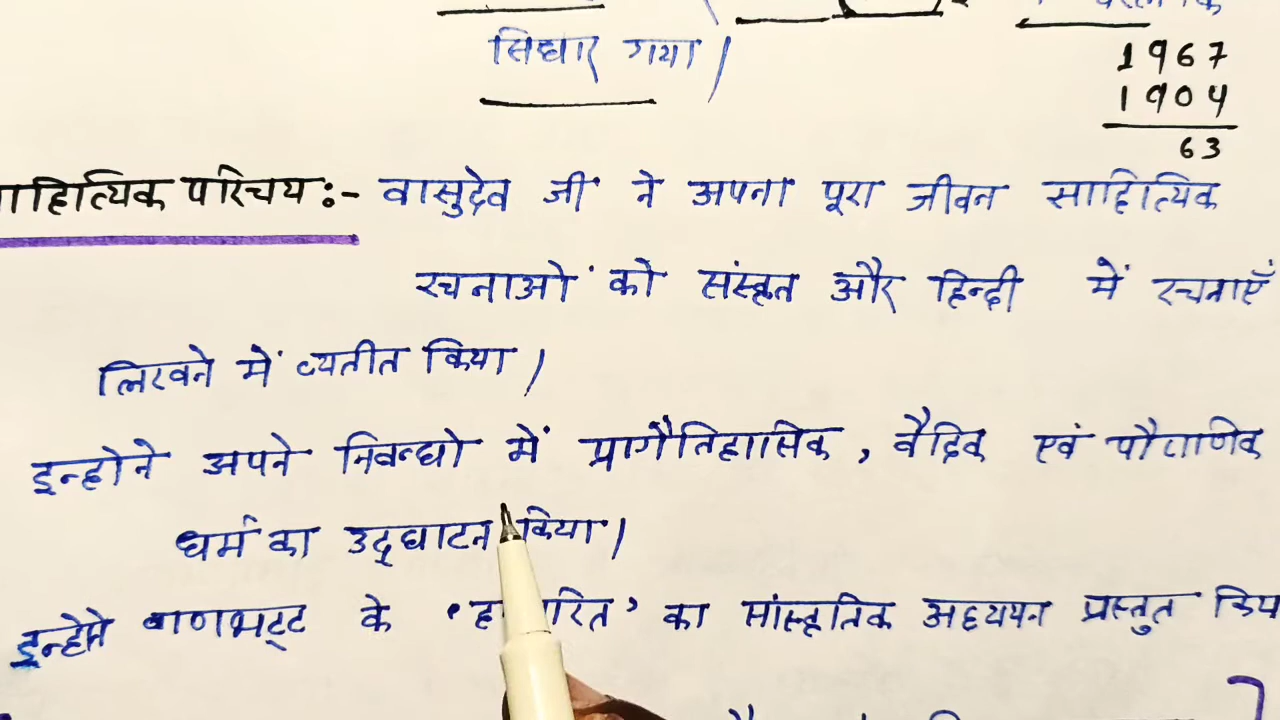 सिधार गया।
1967
1904
63
साहित्यिक परिचय:- वासुदेव जी ने अपना पूरा जीवन साहित्यिक
रचनाओं को संस्कृत और हिन्दी में रचनाएँ
लिखने में व्यतीत किया।
इन्होने अपने निबन्धो में प्रागैतिहासिक, वैदिक एवं पौराणिक
धर्म का उद्घाटन किया।
इन्होने बाणभट्ट के का सांस्कृतिक अध्ययन प्रस्तुत किय